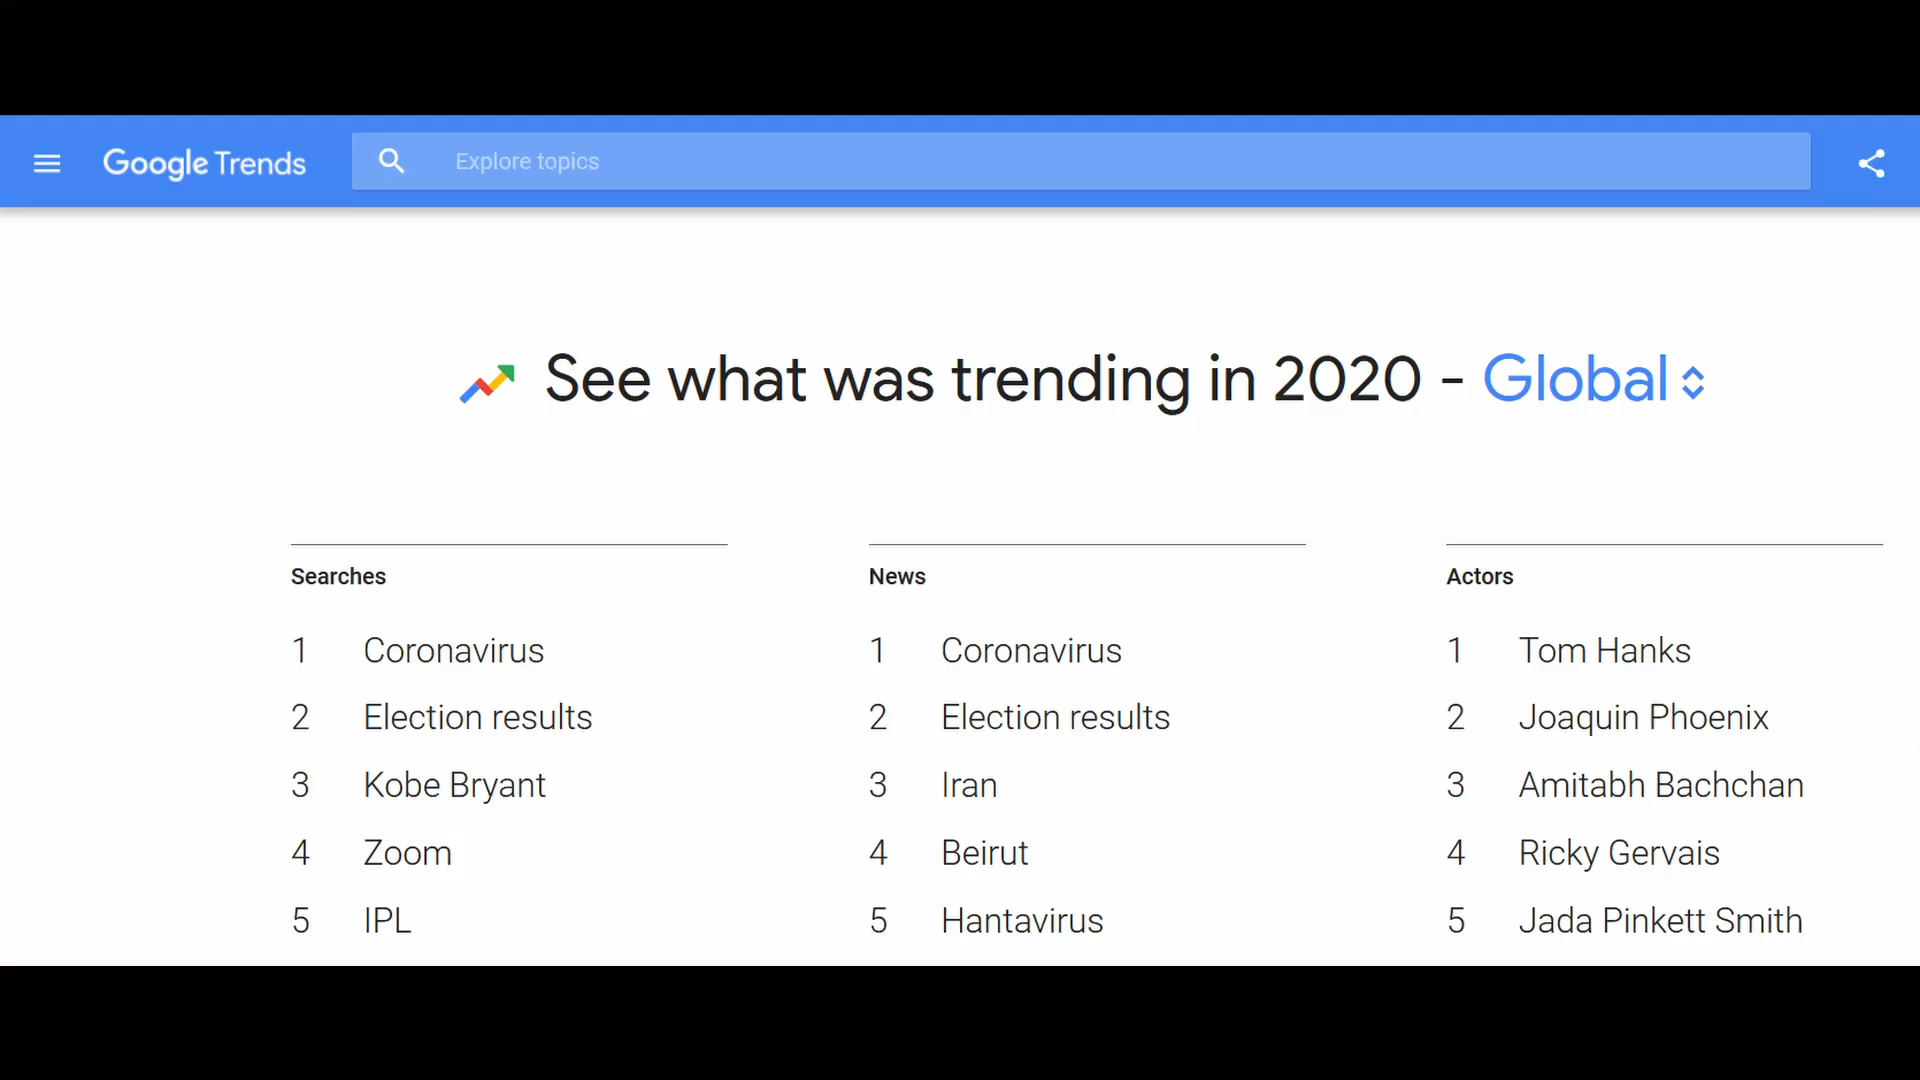 Google Trends
Explore topics
See what was trending in 2020 - Global
Searches
1 Coronavirus
2 Election results
3 Kobe Bryant
4 Zoom
5 IPL
News
1 Coronavirus
2 Election results
3 Iran
4 Beirut
5 Hantavirus
Actors
1 Tom Hanks
2 Joaquin Phoenix
3 Amitabh Bachchan
4 Ricky Gervais
5 Jada Pinkett Smith